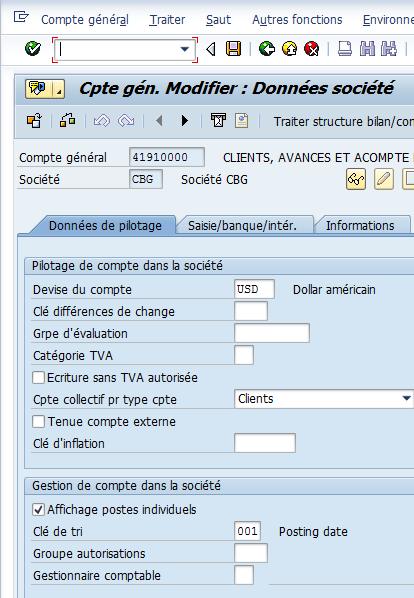 Compte général Traiter Saut Autres fonctions Environne
Cpte gén. Modifier : Données société
Traiter structure bilan/con
Compte général 41910000 CLIENTS, AVANCES ET ACOMPTE
Société CBG Société CBG
Données de pilotage Saisie/banque/intér. Informations
Pilotage de compte dans la société
Devise du compte USD Dollar américain
Clé différences de change
Grpe d'évaluation
Catégorie TVA
Ecriture sans TVA autorisée
Cpte collectif pr type cpte Clients
Tenue compte externe
Clé d'inflation
Gestion de compte dans la société
Affichage postes individuels
Clé de tri 001 Posting date
Groupe autorisations
Gestionnaire comptable